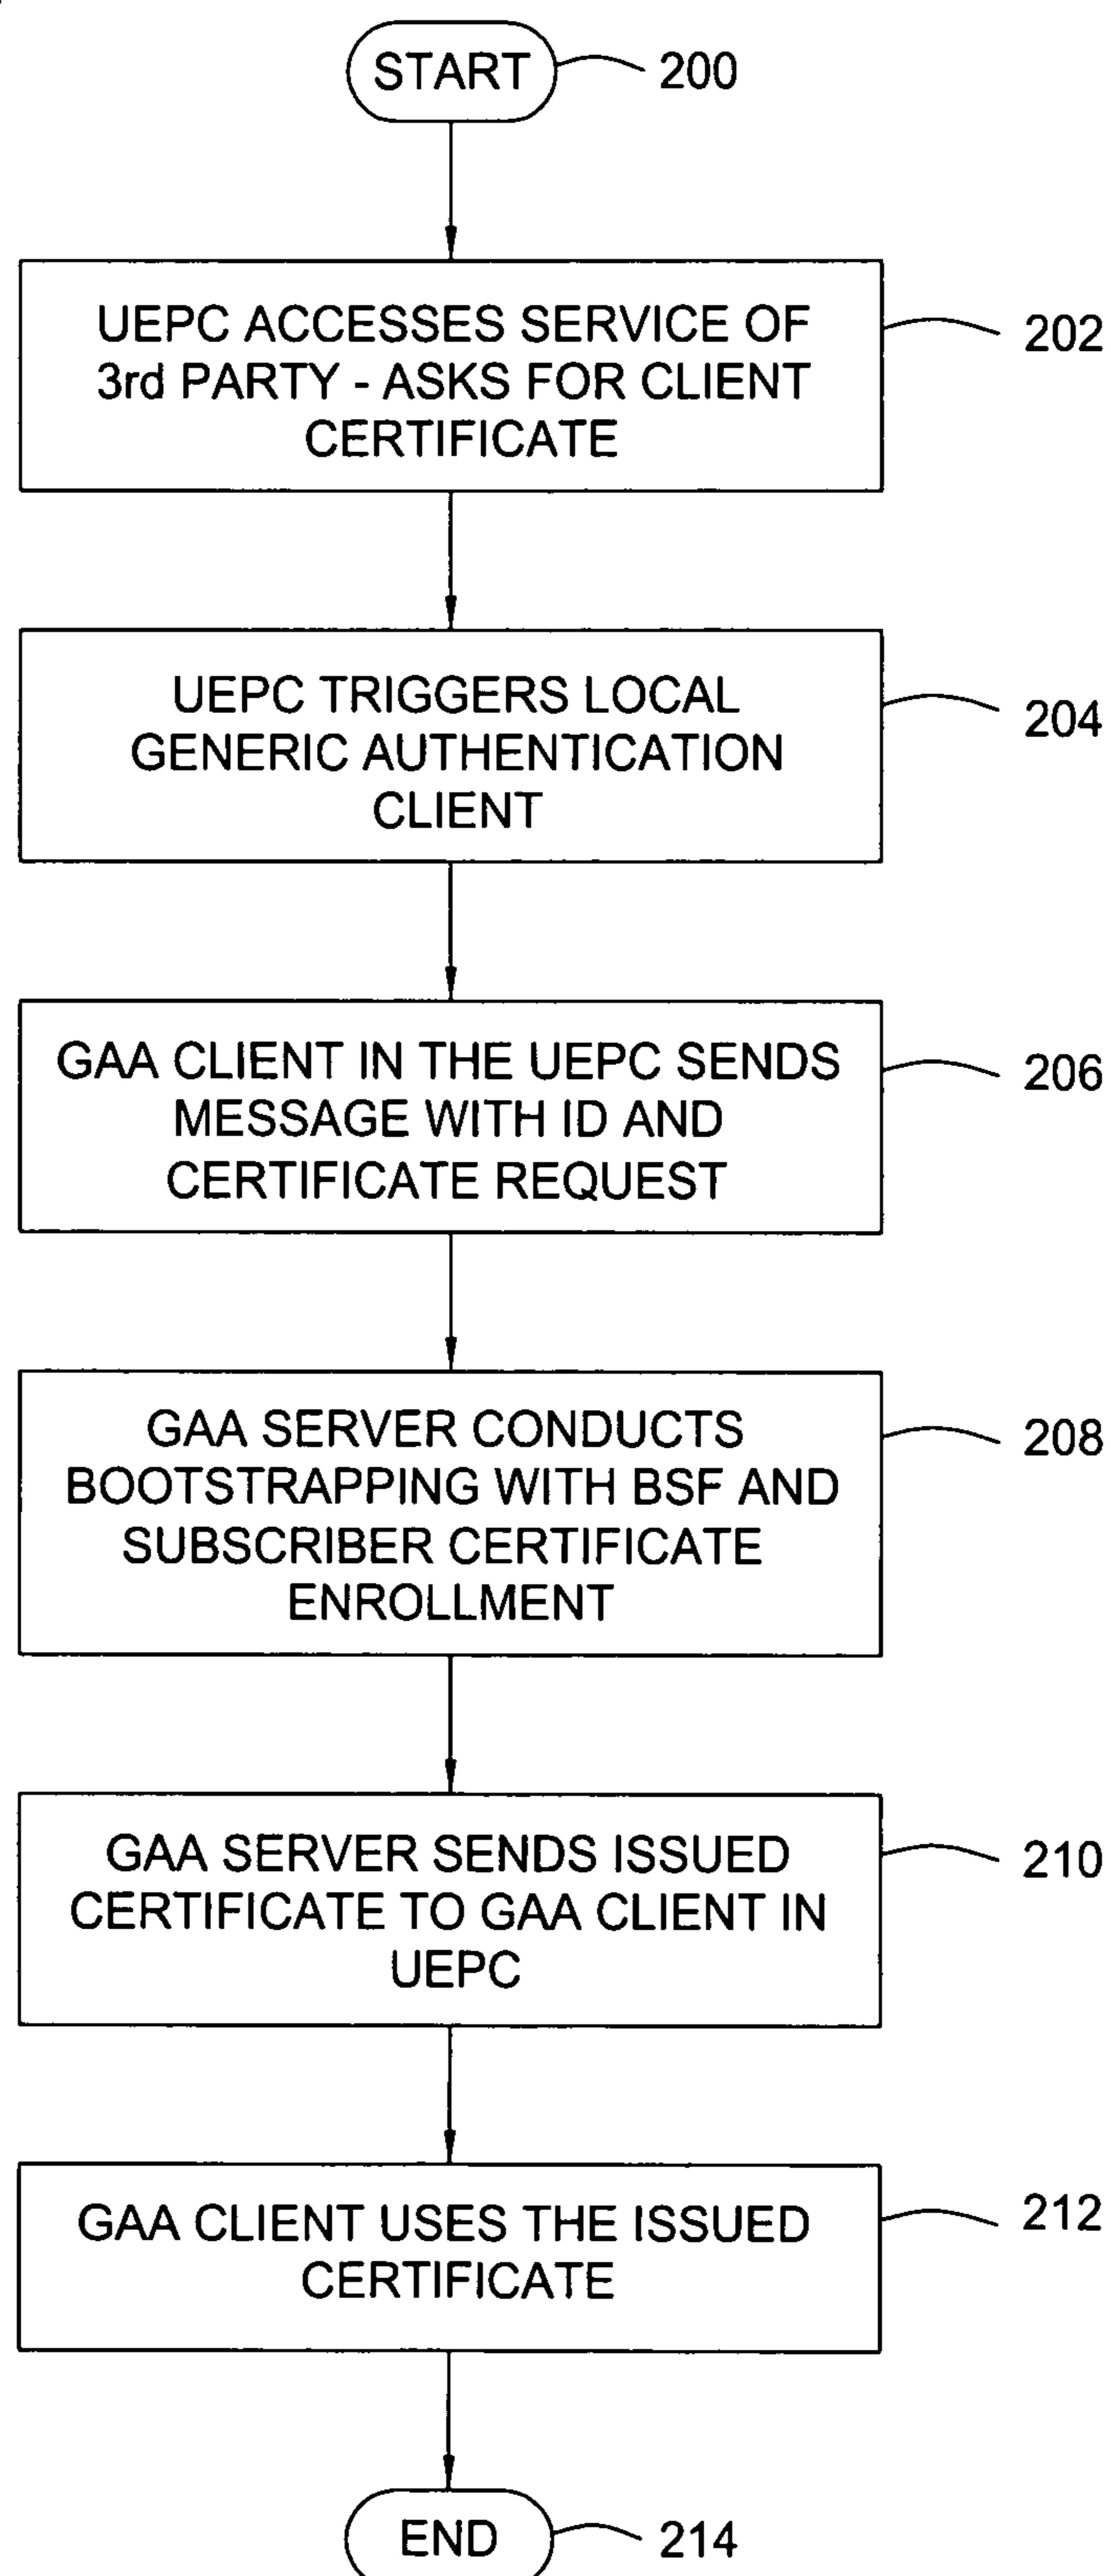 START
200
UEPC ACCESSES SERVICE OF
3rd PARTY - ASKS FOR CLIENT
CERTIFICATE
202
UEPC TRIGGERS LOCAL
GENERIC AUTHENTICATION
CLIENT
204
GAA CLIENT IN THE UEPC SENDS
MESSAGE WITH ID AND
CERTIFICATE REQUEST
206
GAA SERVER CONDUCTS
BOOTSTRAPPING WITH BSF AND
SUBSCRIBER CERTIFICATE
ENROLLMENT
208
GAA SERVER SENDS ISSUED
CERTIFICATE TO GAA CLIENT IN
UEPC
210
GAA CLIENT USES THE ISSUED
CERTIFICATE
212
END
214